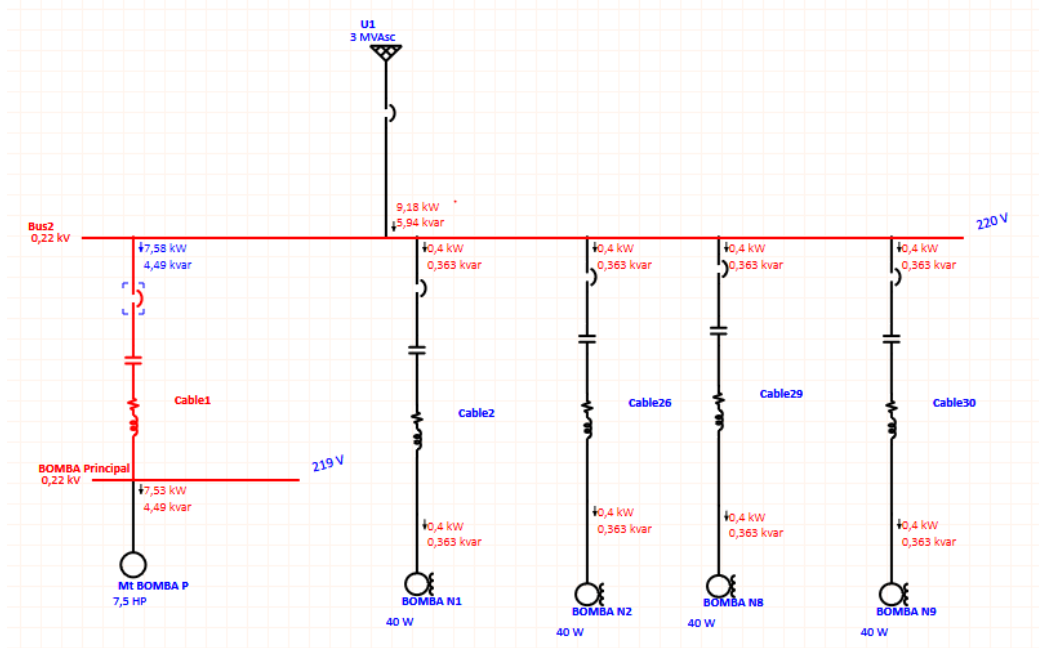 U1
3 MVAsc
9,18 kW
5,94 kvar
Bus2
0,22 kV
220 V
7,58 kW
4,49 kvar
0,4 kW
0,363 kvar
0,4 kW
0,363 kvar
0,4 kW
0,363 kvar
0,4 kW
0,363 kvar
Cable1
Cable2
Cable26
Cable29
Cable30
BOMBA Principal
0,22 kV
219 V
7,53 kW
4,49 kvar
0,4 kW
0,363 kvar
0,4 kW
0,363 kvar
0,4 kW
0,363 kvar
0,4 kW
0,363 kvar
Mt BOMBA P
7,5 HP
BOMBA N1
40 W
BOMBA N2
40 W
BOMBA N8
40 W
BOMBA N9
40 W